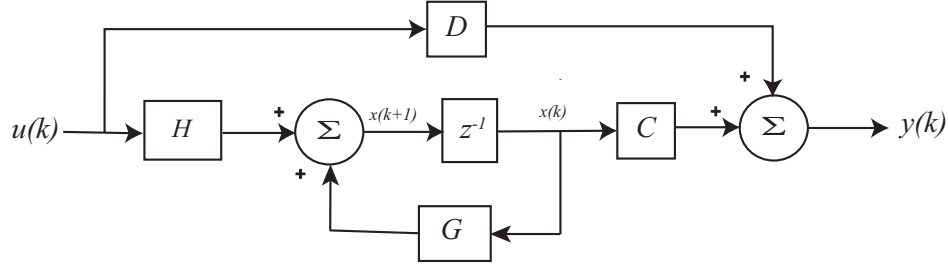 D
+
u(k)
H
+
Σ
x(k+1)
z⁻¹
x(k)
C
+
Σ
y(k)
+
G